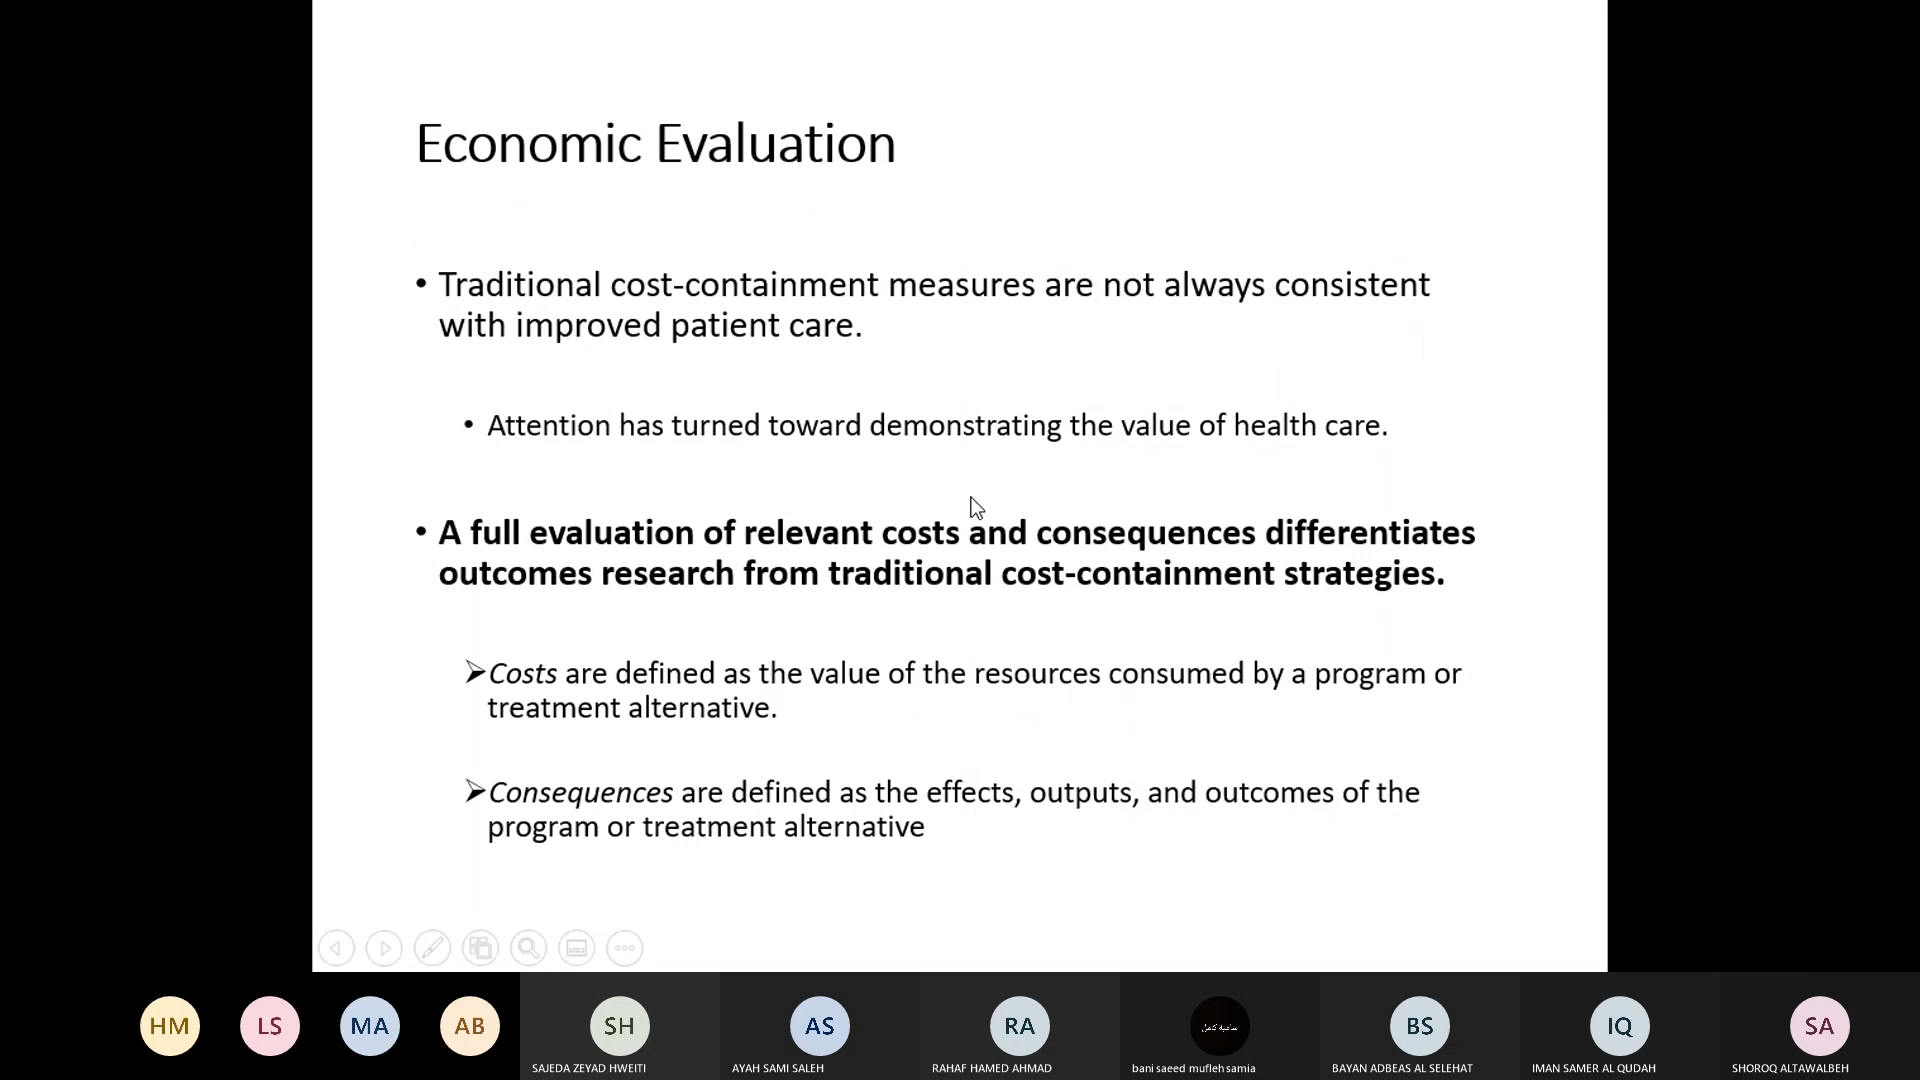 Economic Evaluation
• Traditional cost-containment measures are not always consistent
with improved patient care.
• Attention has turned toward demonstrating the value of health care.
• A full evaluation of relevant costs and consequences differentiates
outcomes research from traditional cost-containment strategies.
➢Costs are defined as the value of the resources consumed by a program or
treatment alternative.
➢Consequences are defined as the effects, outputs, and outcomes of the
program or treatment alternative
HM LS MA AB SH AS RA BS IQ SA
SAJEDA ZEYAD HWEITI AYAH SAMI SALEH RAHAF HAMED AHMAD bani saeed mufleh samia BAYAN ADBEAS AL SELEHAT IMAN SAMER AL QUDAH SHOROQ ALTAWALBEH